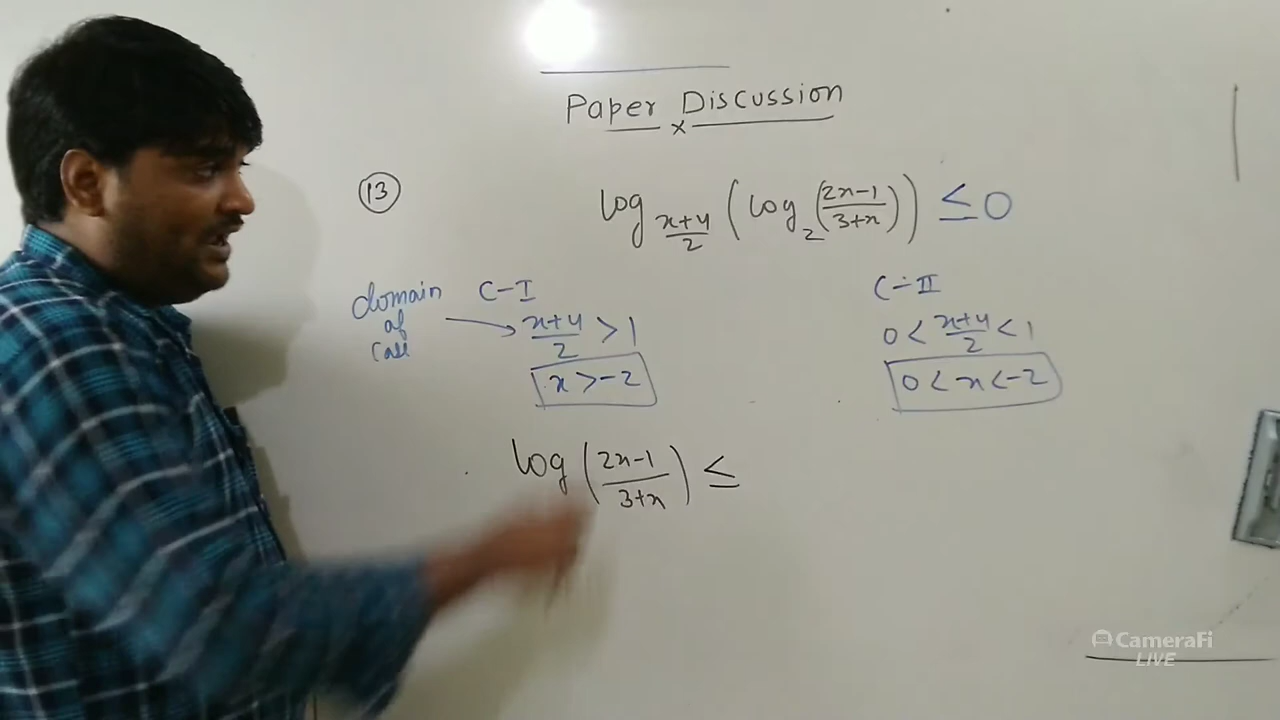 Paper Discussion
x
(13) log_{x+4/2} ( log_2 ( 2x-1/3+x ) ) ≤ 0
domain of case
C-I
x+4/2 > 1
x > -2
log ( 2x-1/3+x ) ≤
C-II
0 < x+4/2 < 1
0 < x < -2
CameraFi
LIVE